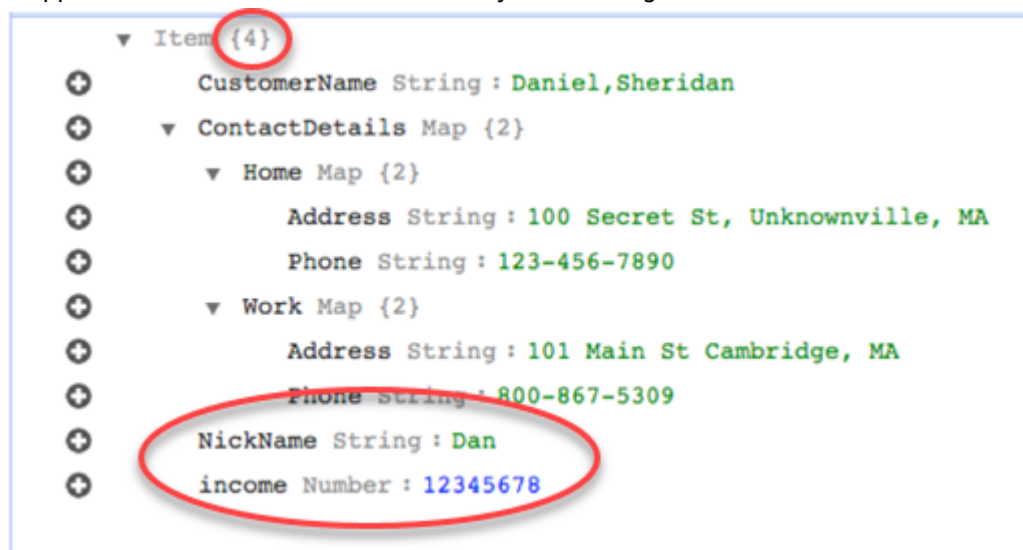 Item {4}
CustomerName String : Daniel,Sheridan
ContactDetails Map {2}
Home Map {2}
Address String : 100 Secret St, Unknownville, MA
Phone String : 123-456-7890
Work Map {2}
Address String : 101 Main St Cambridge, MA
Phone String : 800-867-5309
NickName String : Dan
income Number : 12345678